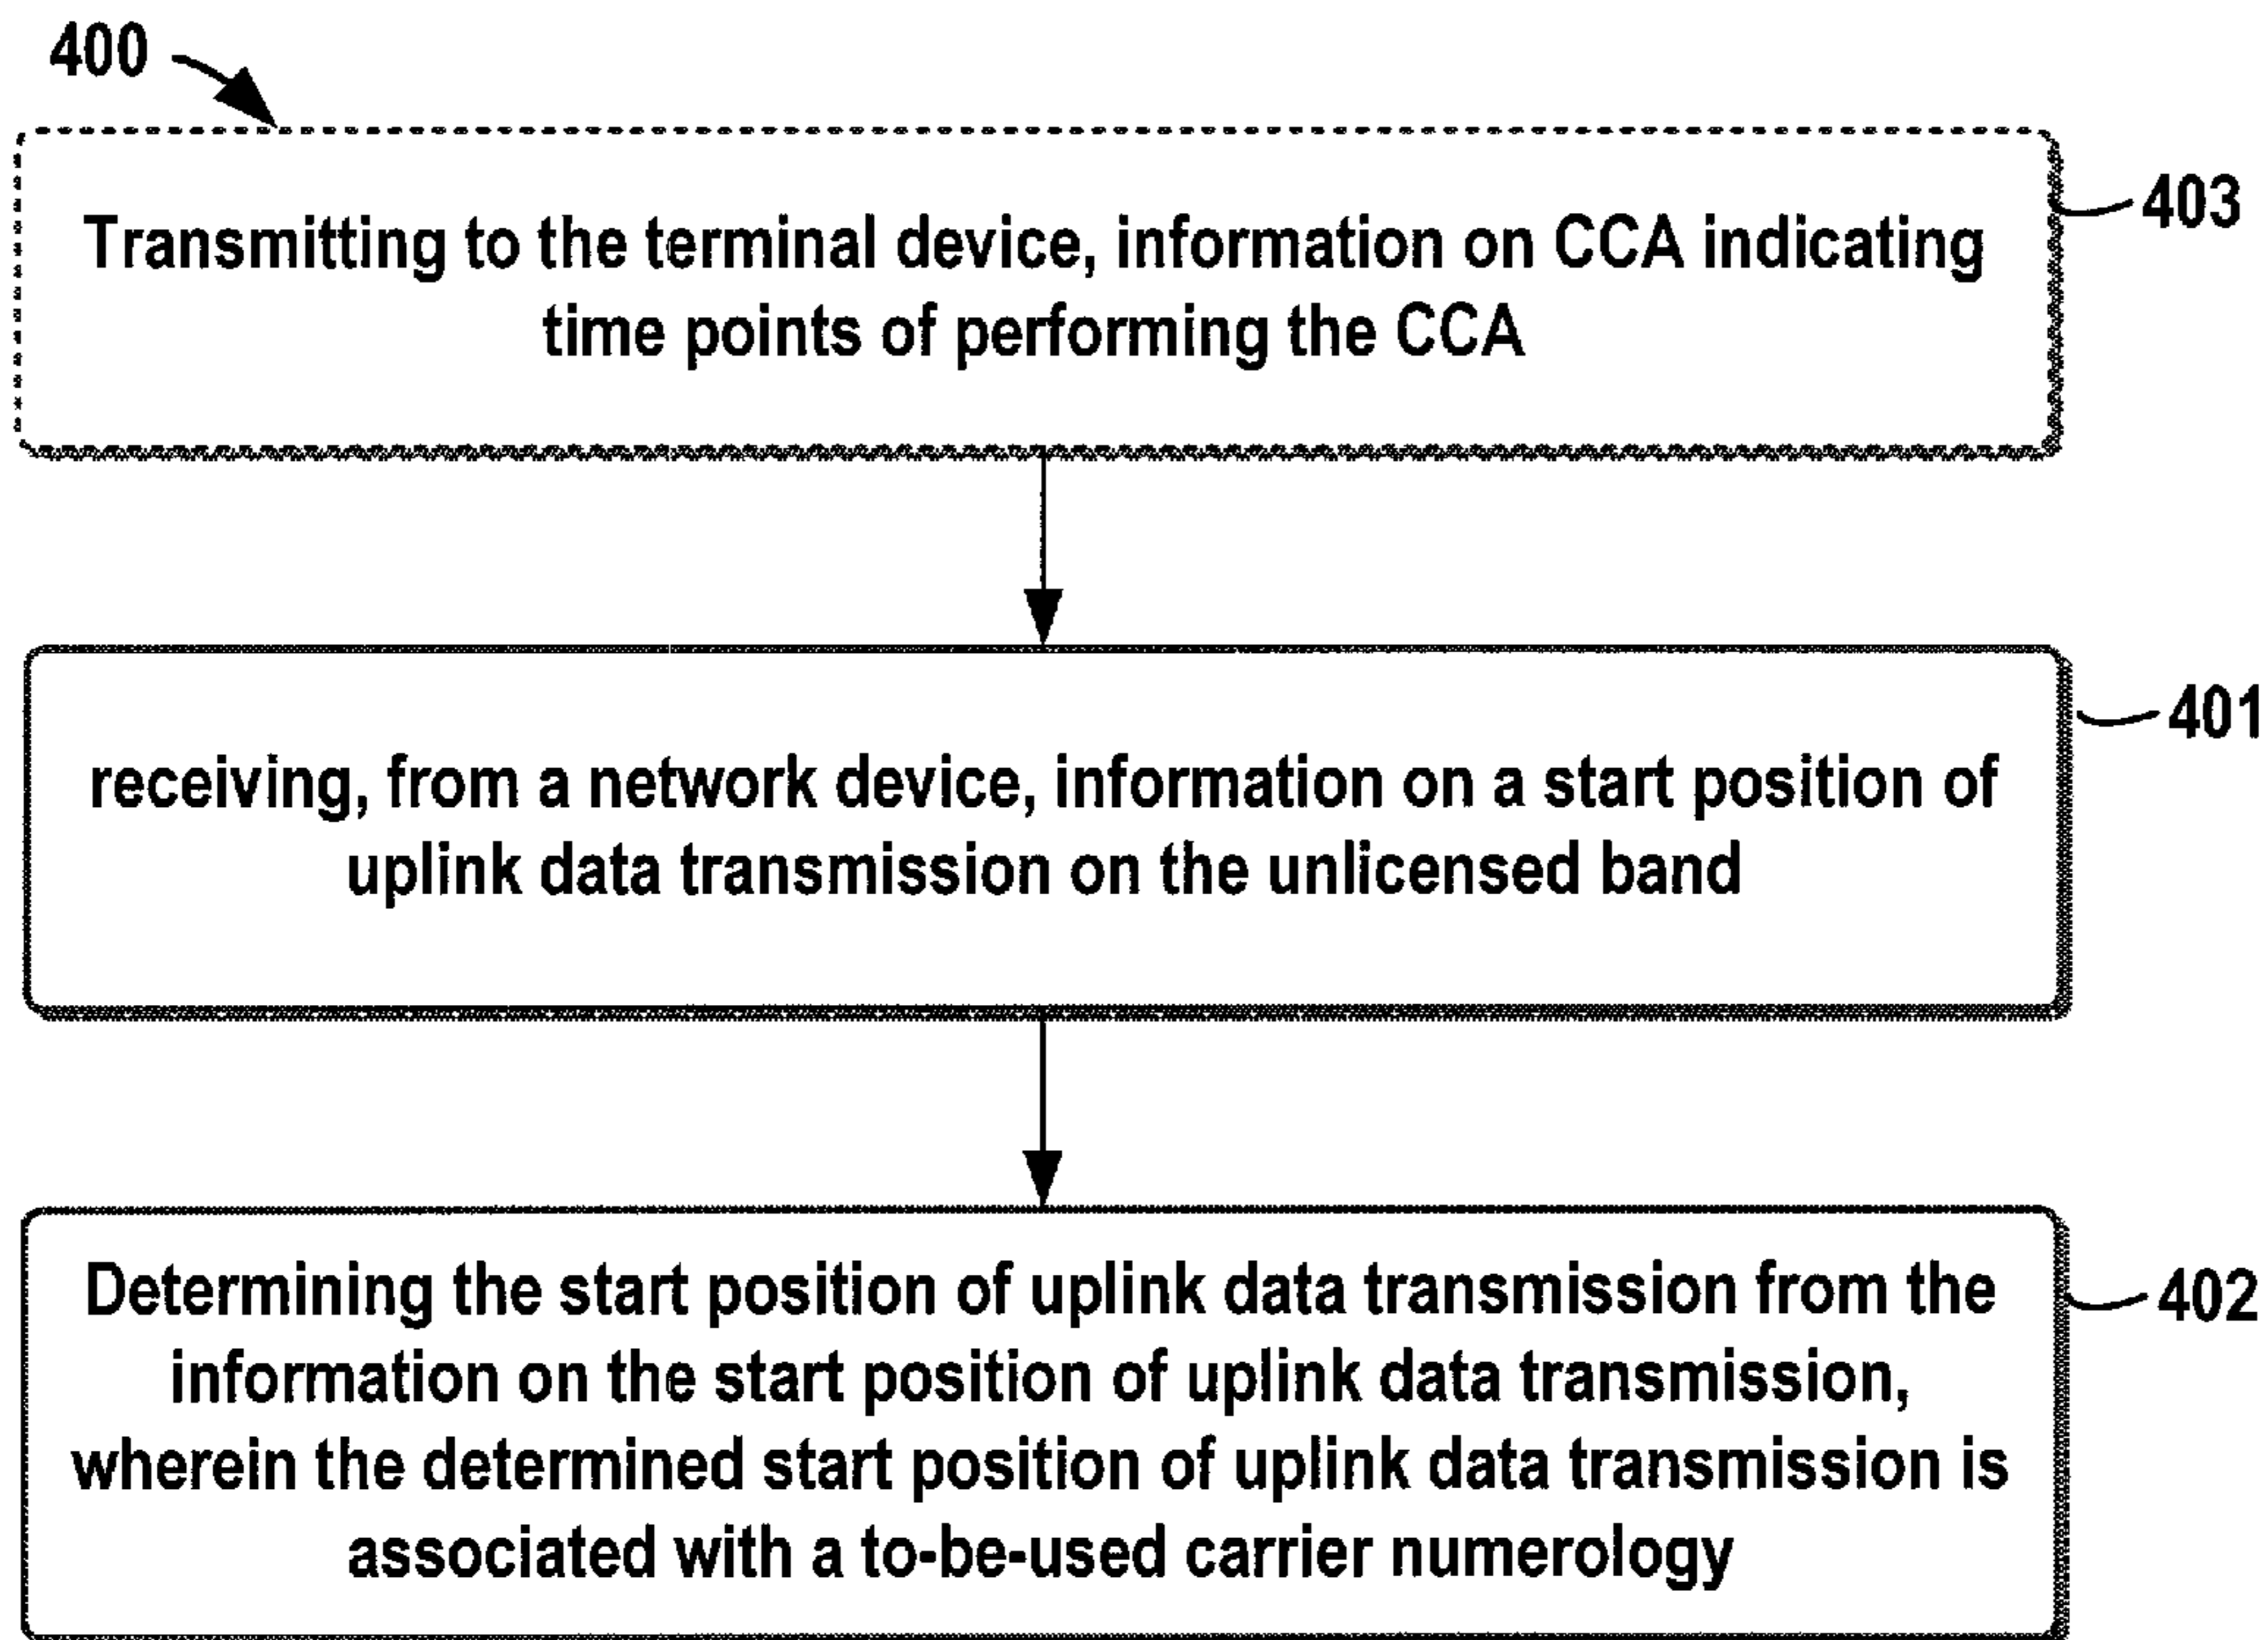 400
Transmitting to the terminal device, information on CCA indicating
time points of performing the CCA
403
receiving, from a network device, information on a start position of
uplink data transmission on the unlicensed band
401
Determining the start position of uplink data transmission from the
information on the start position of uplink data transmission,
wherein the determined start position of uplink data transmission is
associated with a to-be-used carrier numerology
402